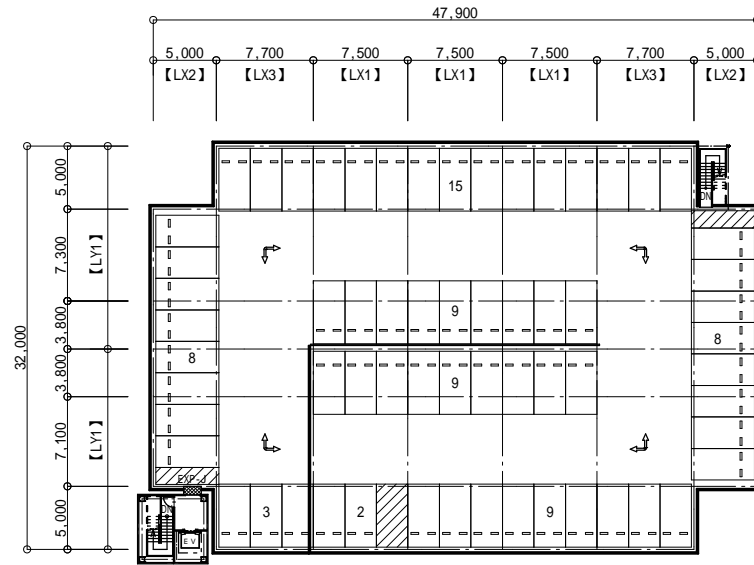 47,900
5,000 7,700 7,500 7,500 7,500 7,700 5,000
【LX2】 【LX3】 【LX1】 【LX1】 【LX1】 【LX3】 【LX2】
32,000
5,000
7,300
3,800
3,800
7,100
5,000
【LY1】
【LY1】
15
DN
9
8
8
9
EXP-J
3 2 9
DN
EV